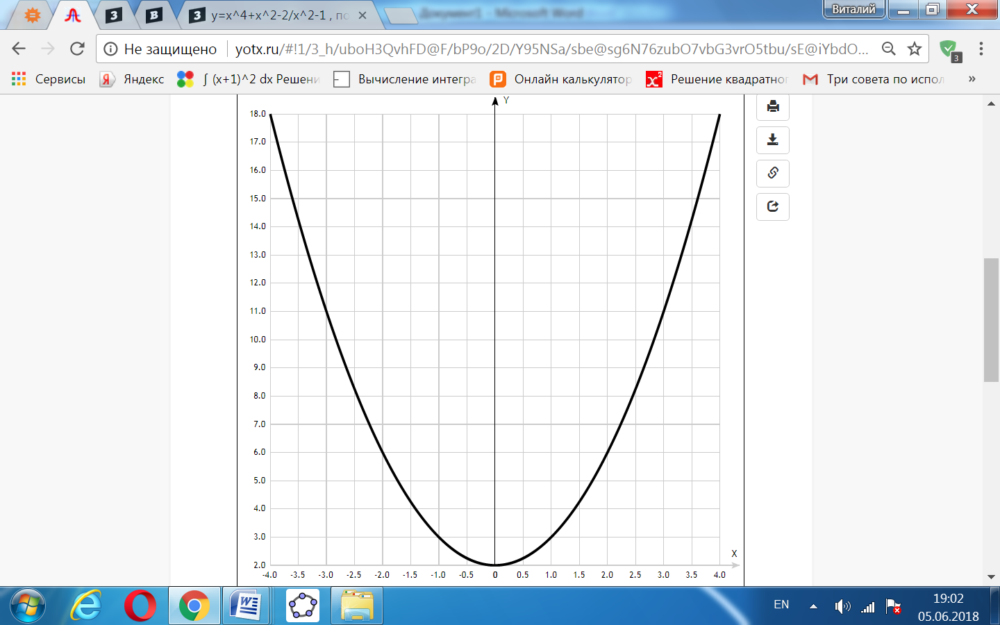 y=x^4+x^2-2/x^2-1 , по
Документ1 - Microsoft Word
Виталий
Не защищено
yotx.ru/#!1/3_h/uboH3QvhFD@F/bP9o/2D/Y95NSa/sbe@sg6N76zubO7vbG3vrO5tbu/sE@iYbdO...
3
Сервисы
Яндекс
∫ (x+1)^2 dx Решени
Вычисление интегра
Онлайн калькулятор
Решение квадратног
Три совета по испол
»
Y
18.0
17.0
16.0
15.0
14.0
13.0
12.0
11.0
10.0
9.0
8.0
7.0
6.0
5.0
4.0
3.0
2.0
X
-4.0 -3.5 -3.0 -2.5 -2.0 -1.5 -1.0 -0.5 0 0.5 1.0 1.5 2.0 2.5 3.0 3.5 4.0
EN
19:02
05.06.2018